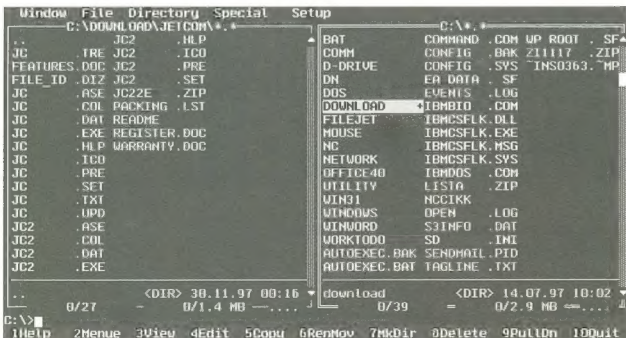 Window File Directory Special Setup
C:\DOWNLOAD\JETCOM\*.*
C:\*.*
.. JC2 .HLP
JC .TRE JC2 .ICO
FEATURES.DOC JC2 .PRE
FILE_ID .DIZ JC2 .SET
JC .ASE JC22E .ZIP
JC .COL PACKING .LST
JC .DAT README
JC .EXE REGISTER.DOC
JC .HLP WARRANTY.DOC
JC .ICO
JC .PRE
JC .SET
JC .TXT
JC .UPD
JC2 .ASE
JC2 .COL
JC2 .DAT
JC2 .EXE
.. <DIR> 30.11.97 00:16
0/27 – 0/1.4 MB
BAT COMMAND .COM WP ROOT . SF
COMM CONFIG .BAK Z11117 .ZIP
D-DRIVE CONFIG .SYS ~INS0363.~MP
DN EA DATA . SF
DOS EVENTS .LOG
DOWNLOAD +IBMBIO .COM
FILEJET IBMCSFLK.DLL
MOUSE IBMCSFLK.EXE
NC IBMCSFLK.MSG
NETWORK IBMCSFLK.SYS
OFFICE40 IBMDOS .COM
UTILITY LISTA .ZIP
WIN31 NCCIKK
WINDOWS OPEN .LOG
WINWORD S3INFO .DAT
WORKTODO SD .INI
AUTOEXEC.BAK SENDMAIL.PID
AUTOEXEC.BAT TAGLINE .TXT
download <DIR> 14.07.97 10:02
0/39 = 0/2.9 MB
C:\>
1Help 2Menue 3View 4Edit 5Copy 6RenMov 7MkDir 8Delete 9PullDn 10Quit